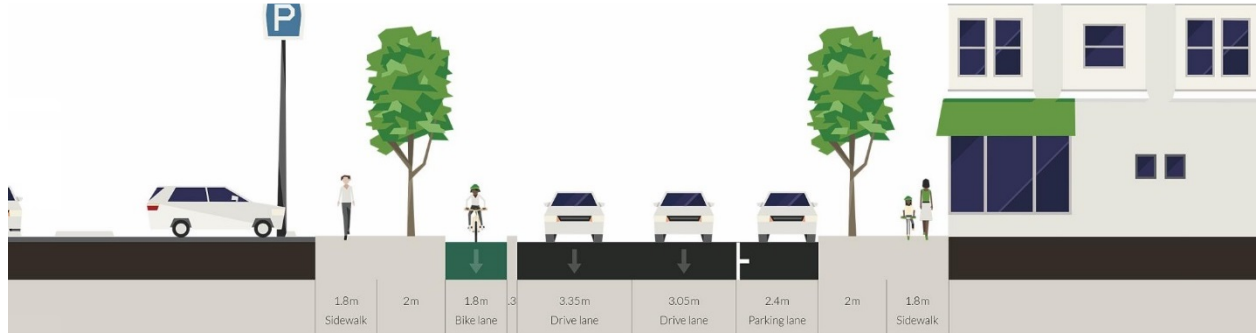 P
1.8m
Sidewalk
2m
1.8m
Bike lane
.3
3.35m
Drive lane
3.05m
Drive lane
2.4m
Parking lane
2m
1.8m
Sidewalk